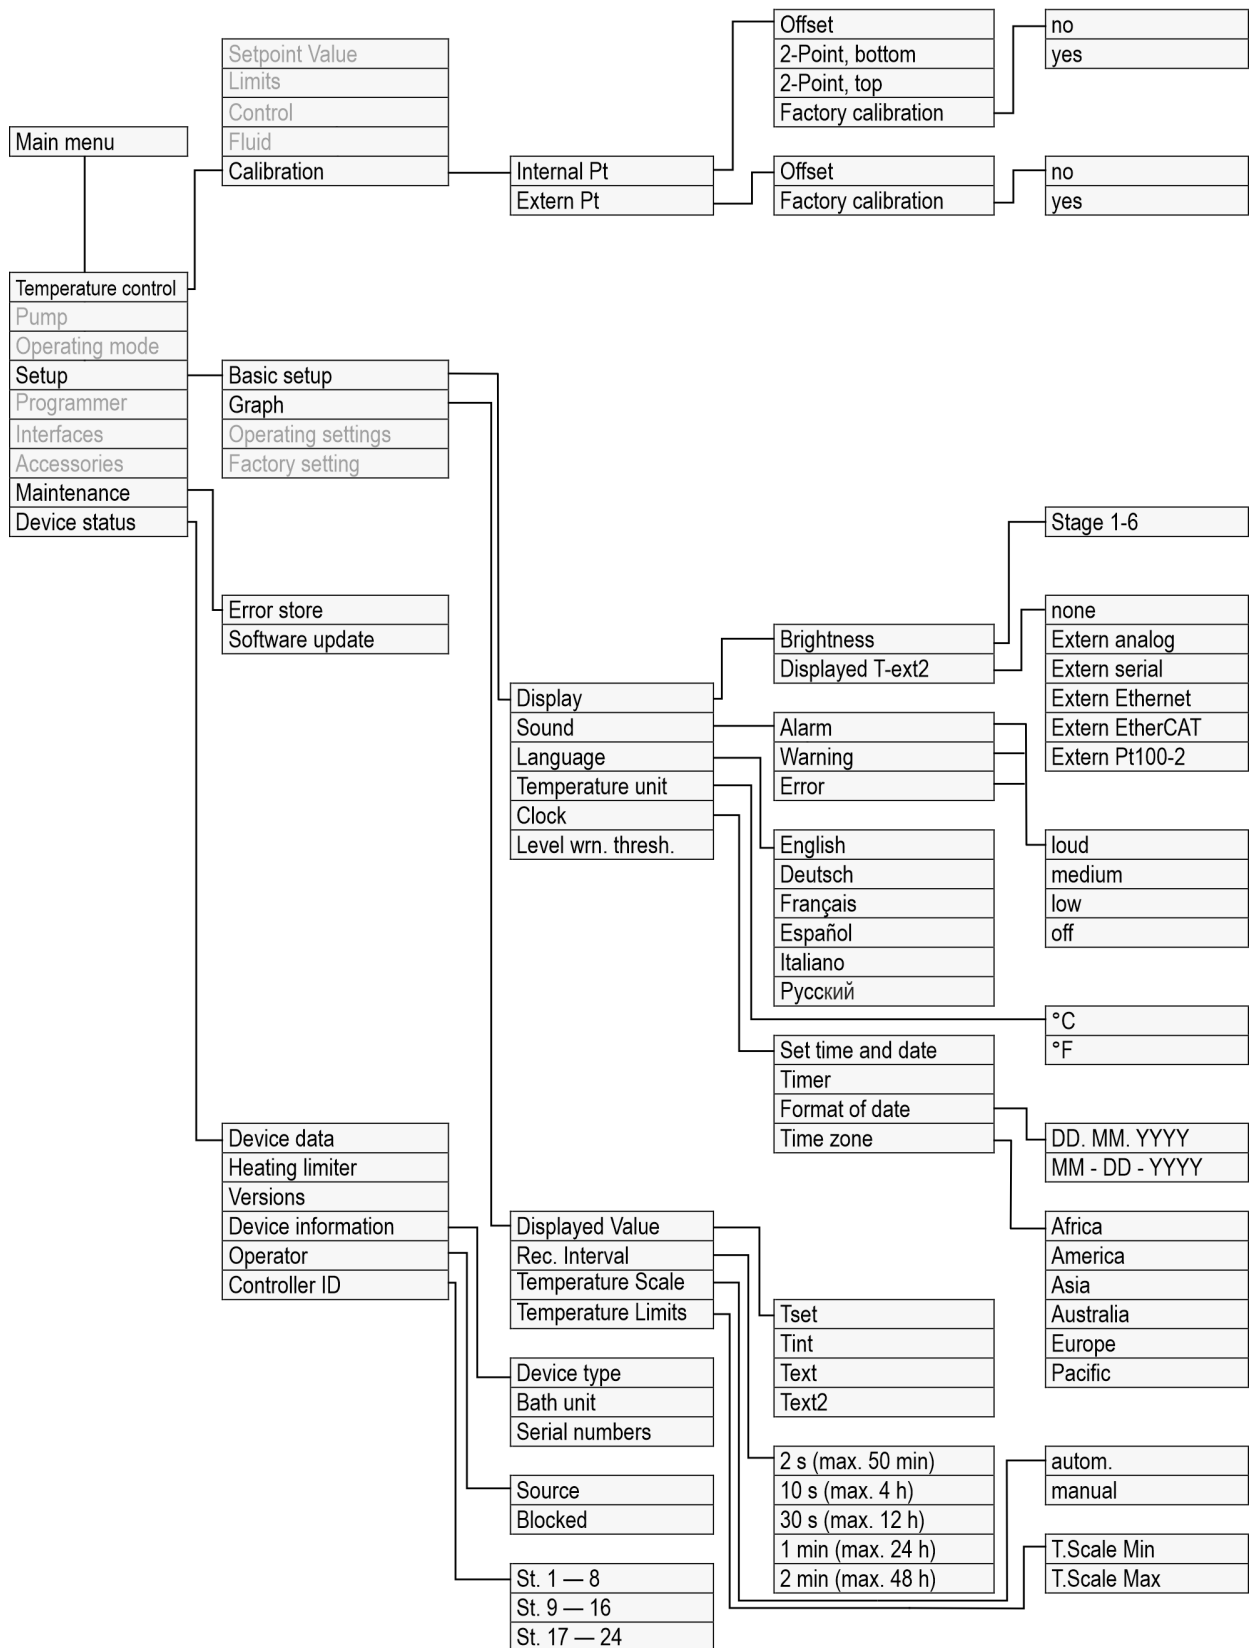 Main menu
Temperature control
Pump
Operating mode
Setup
Programmer
Interfaces
Accessories
Maintenance
Device status
Setpoint Value
Limits
Control
Fluid
Calibration
Basic setup
Graph
Operating settings
Factory setting
Error store
Software update
Device data
Heating limiter
Versions
Device information
Operator
Controller ID
Internal Pt
Extern Pt
Display
Sound
Language
Temperature unit
Clock
Level wrn. thresh.
Displayed Value
Rec. Interval
Temperature Scale
Temperature Limits
Device type
Bath unit
Serial numbers
Source
Blocked
St. 1 — 8
St. 9 — 16
St. 17 — 24
Offset
2-Point, bottom
2-Point, top
Factory calibration
Offset
Factory calibration
Brightness
Displayed T-ext2
Alarm
Warning
Error
English
Deutsch
Français
Español
Italiano
Русский
Set time and date
Timer
Format of date
Time zone
Tset
Tint
Text
Text2
2 s (max. 50 min)
10 s (max. 4 h)
30 s (max. 12 h)
1 min (max. 24 h)
2 min (max. 48 h)
no
yes
no
yes
Stage 1-6
none
Extern analog
Extern serial
Extern Ethernet
Extern EtherCAT
Extern Pt100-2
loud
medium
low
off
°C
°F
DD. MM. YYYY
MM - DD - YYYY
Africa
America
Asia
Australia
Europe
Pacific
autom.
manual
T.Scale Min
T.Scale Max